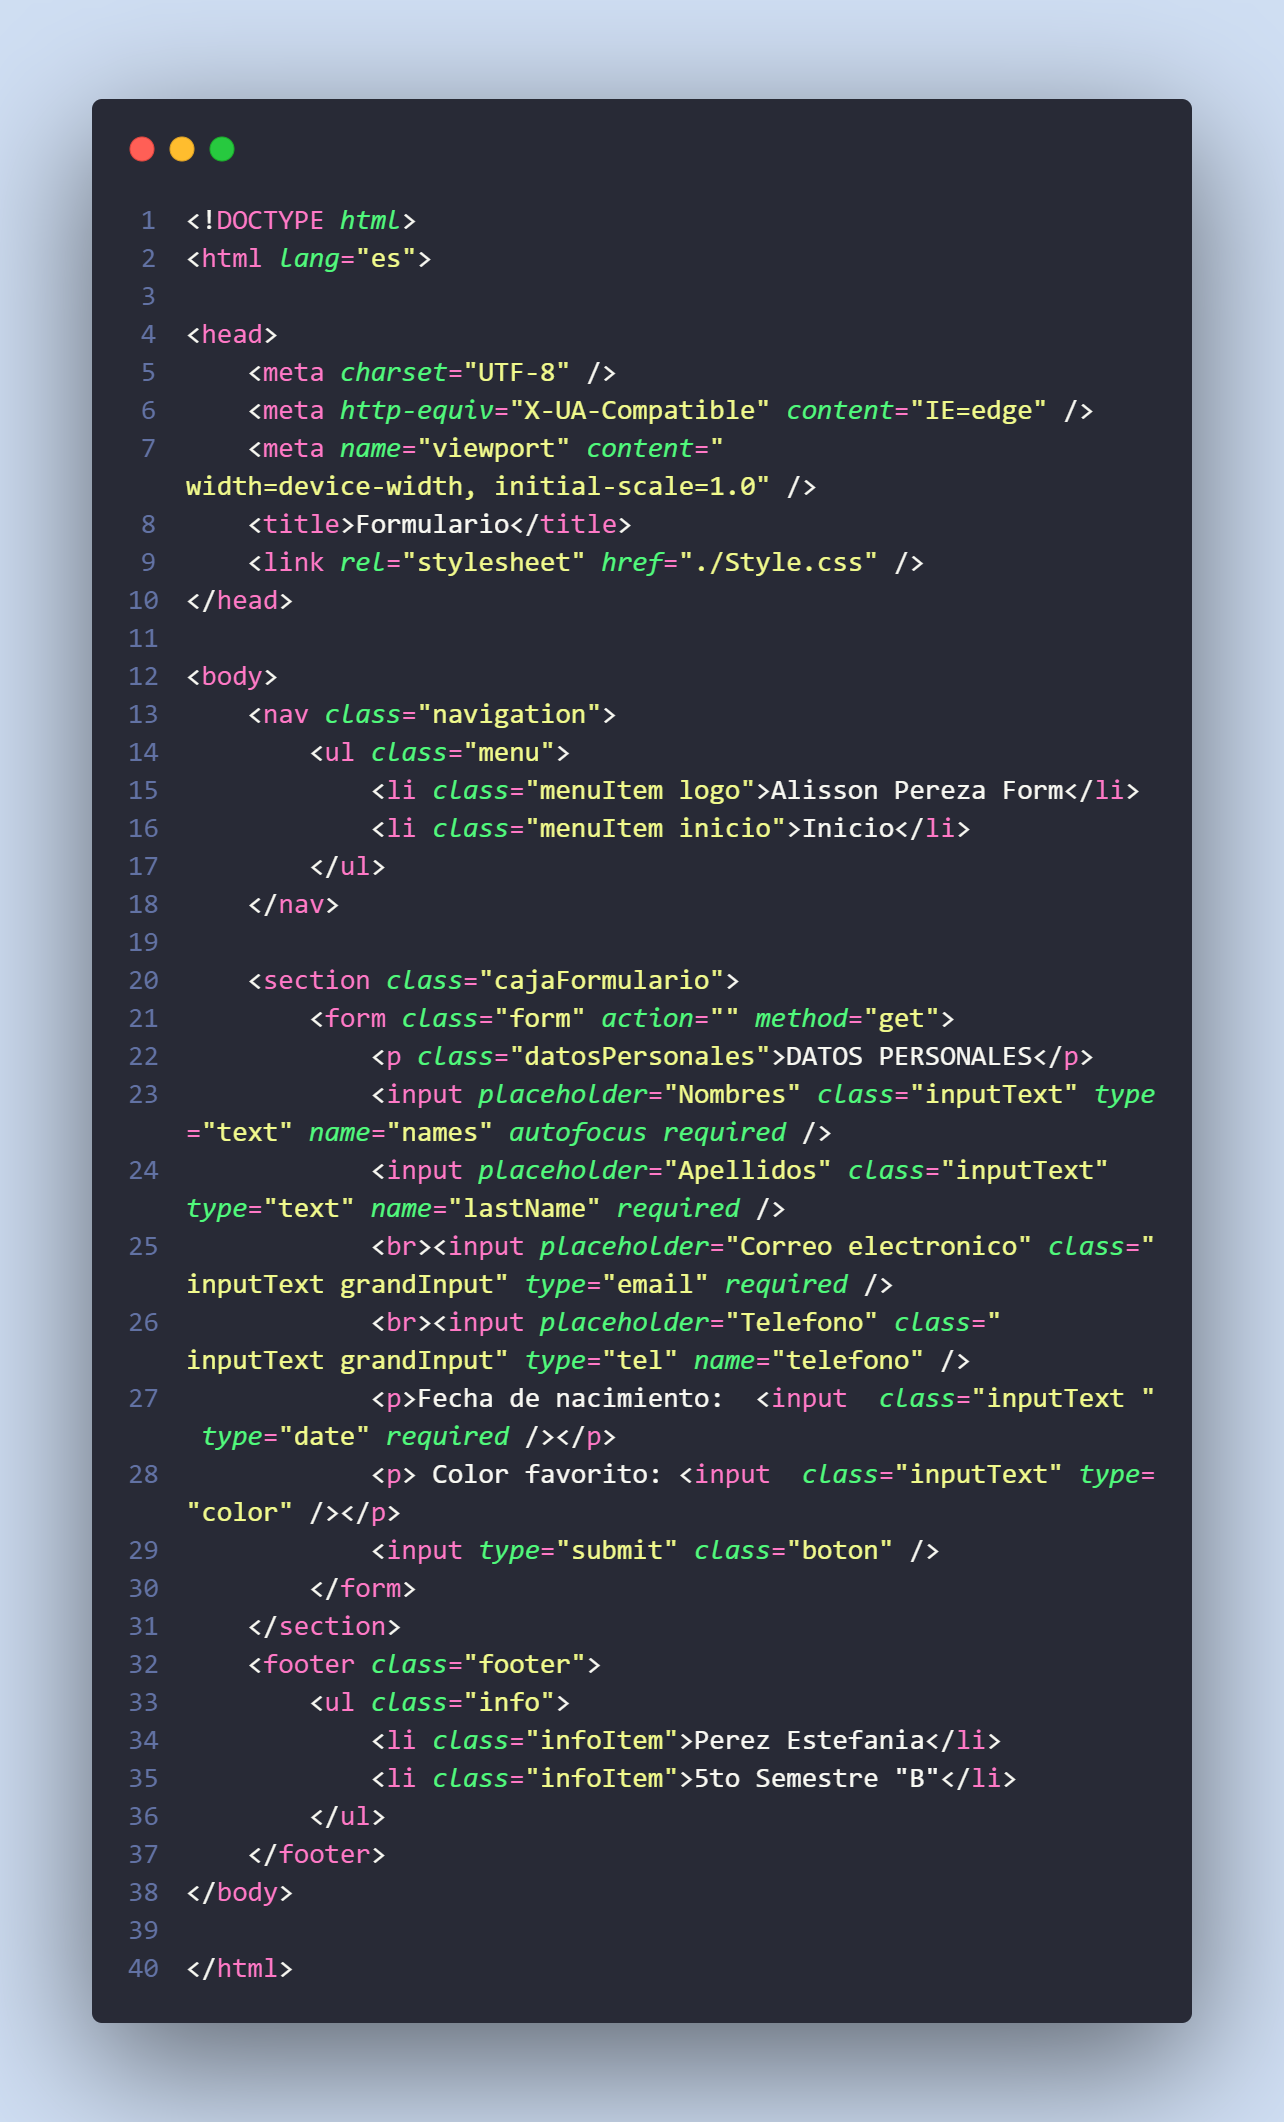 1 <!DOCTYPE html>
2 <html lang="es">
3
4 <head>
5     <meta charset="UTF-8" />
6     <meta http-equiv="X-UA-Compatible" content="IE=edge" />
7     <meta name="viewport" content="
width=device-width, initial-scale=1.0" />
8     <title>Formulario</title>
9     <link rel="stylesheet" href="./Style.css" />
10 </head>
11
12 <body>
13     <nav class="navigation">
14         <ul class="menu">
15             <li class="menuItem logo">Alisson Pereza Form</li>
16             <li class="menuItem inicio">Inicio</li>
17         </ul>
18     </nav>
19
20     <section class="cajaFormulario">
21         <form class="form" action="" method="get">
22             <p class="datosPersonales">DATOS PERSONALES</p>
23             <input placeholder="Nombres" class="inputText" type
="text" name="names" autofocus required />
24             <input placeholder="Apellidos" class="inputText"
type="text" name="lastName" required />
25             <br><input placeholder="Correo electronico" class="
inputText grandInput" type="email" required />
26             <br><input placeholder="Telefono" class="
inputText grandInput" type="tel" name="telefono" />
27             <p>Fecha de nacimiento:  <input  class="inputText "
 type="date" required /></p>
28             <p> Color favorito: <input  class="inputText" type=
"color" /></p>
29             <input type="submit" class="boton" />
30         </form>
31     </section>
32     <footer class="footer">
33         <ul class="info">
34             <li class="infoItem">Perez Estefania</li>
35             <li class="infoItem">5to Semestre "B"</li>
36         </ul>
37     </footer>
38 </body>
39
40 </html>